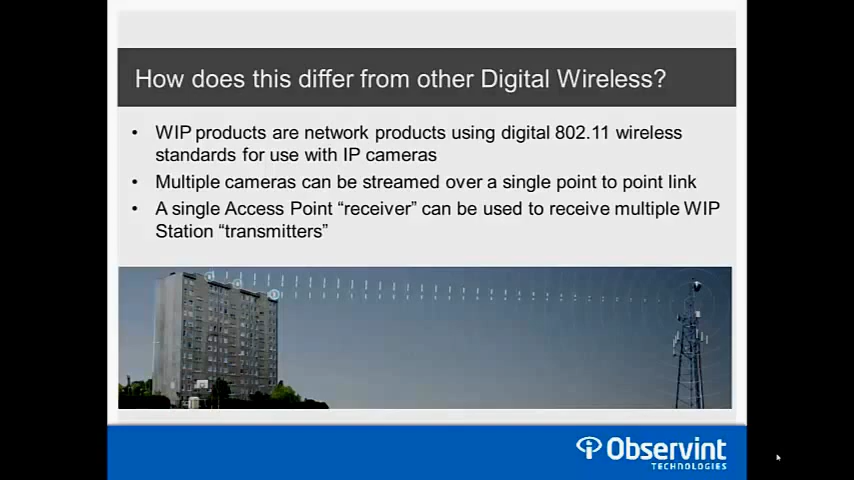 How does this differ from other Digital Wireless?
• WIP products are network products using digital 802.11 wireless
standards for use with IP cameras
• Multiple cameras can be streamed over a single point to point link
• A single Access Point “receiver” can be used to receive multiple WIP
Station “transmitters”
Observint
TECHNOLOGIES